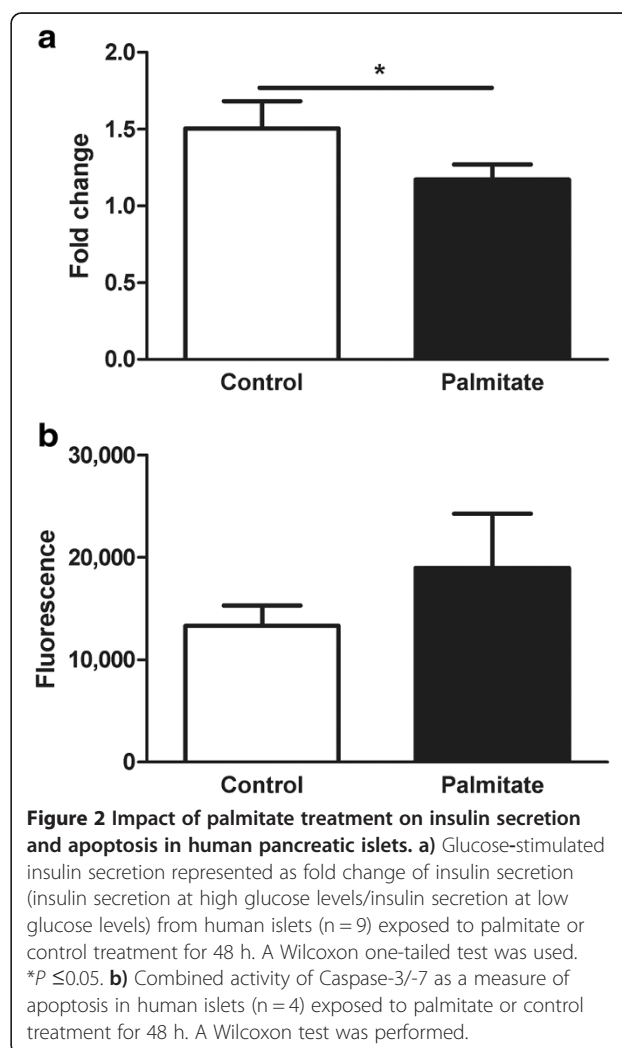 a
2.0
*
1.5
1.0
0.5
0.0
Fold change
Control Palmitate
b
30,000
20,000
10,000
0
Fluorescence
Control Palmitate
Figure 2 Impact of palmitate treatment on insulin secretion
and apoptosis in human pancreatic islets. a) Glucose-stimulated
insulin secretion represented as fold change of insulin secretion
(insulin secretion at high glucose levels/insulin secretion at low
glucose levels) from human islets (n = 9) exposed to palmitate or
control treatment for 48 h. A Wilcoxon one-tailed test was used.
*P ≤0.05. b) Combined activity of Caspase-3/-7 as a measure of
apoptosis in human islets (n = 4) exposed to palmitate or control
treatment for 48 h. A Wilcoxon test was performed.